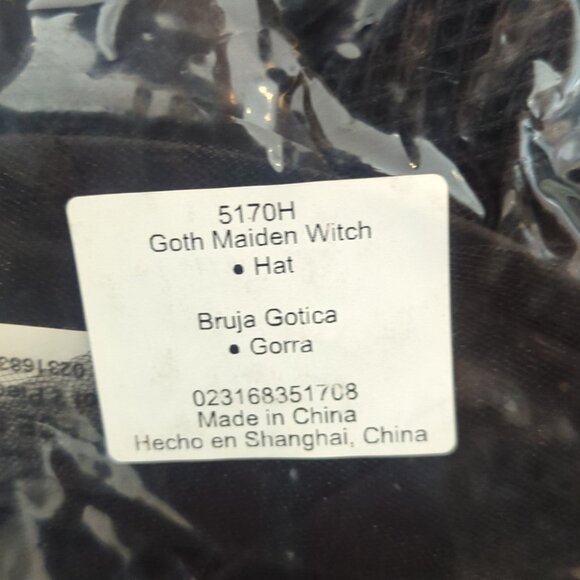 5170H
Goth Maiden Witch
• Hat
Bruja Gotica
• Gorra
023168351708
Made in China
Hecho en Shanghai, China